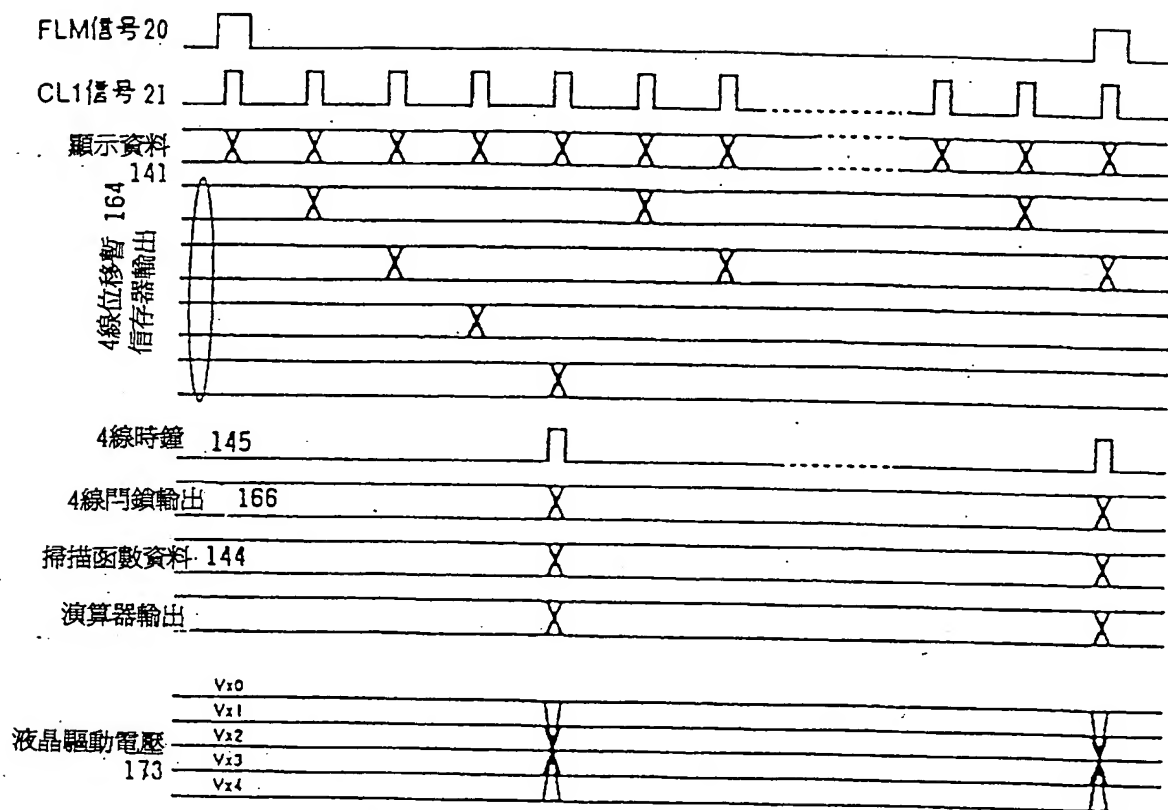 FLM信号20
CL1信号 21
顯示資料
141
4線位移暫 164
信存器輸出
4線時鐘 145
4線閂鎖輸出 166
掃描函數資料 144
演算器輸出
Vx0
Vx1
液晶驅動電壓
Vx2
173
Vx3
Vx4